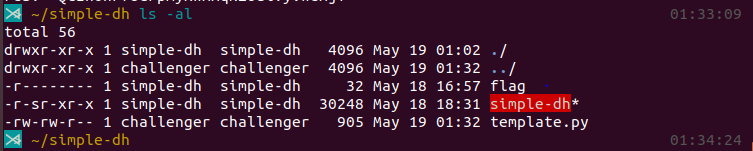 ~/simple-dh ls -al 01:33:09
total 56
drwxr-xr-x 1 simple-dh simple-dh 4096 May 19 01:02 ./
drwxr-xr-x 1 challenger challenger 4096 May 19 01:32 ../
-r-------- 1 simple-dh simple-dh 32 May 18 16:57 flag
-r-sr-xr-x 1 simple-dh simple-dh 30248 May 18 18:31 simple-dh*
-rw-rw-r-- 1 challenger challenger 905 May 19 01:32 template.py
~/simple-dh 01:34:24